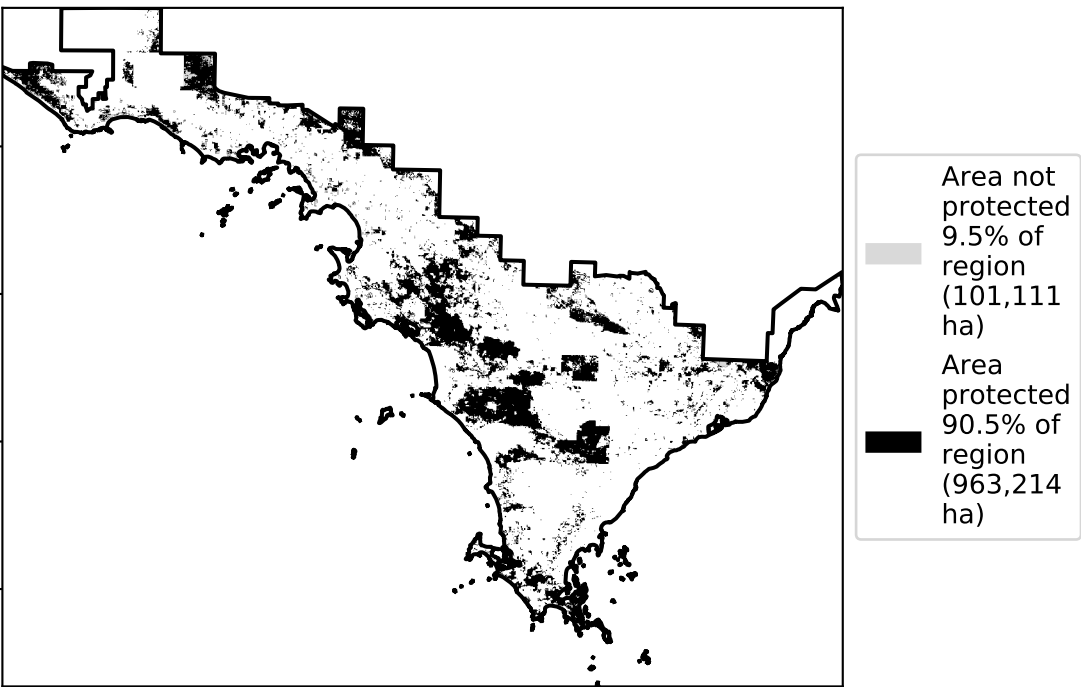 Area not
protected
9.5% of
region
(101,111
ha)
Area
protected
90.5% of
region
(963,214
ha)